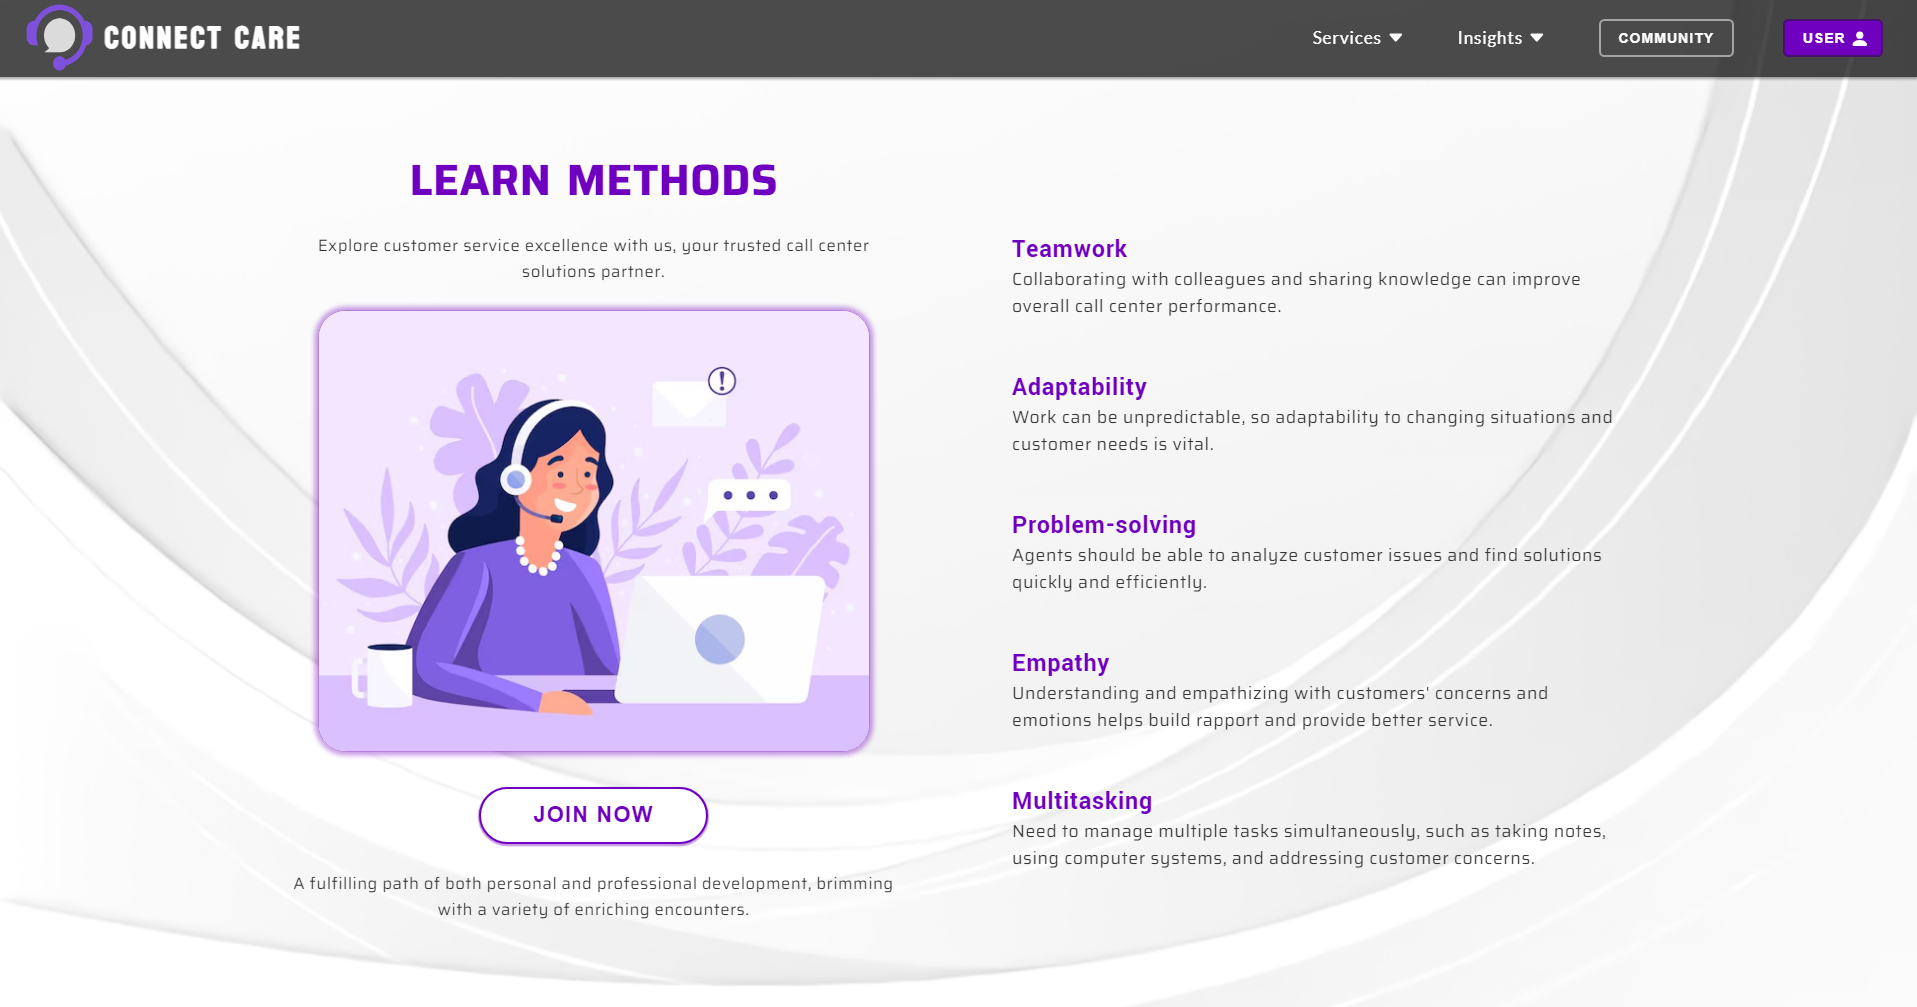 CONNECT CARE
Services
Insights
COMMUNITY
USER
LEARN METHODS
Explore customer service excellence with us, your trusted call center
solutions partner.
JOIN NOW
A fulfilling path of both personal and professional development, brimming
with a variety of enriching encounters.
Teamwork
Collaborating with colleagues and sharing knowledge can improve
overall call center performance.
Adaptability
Work can be unpredictable, so adaptability to changing situations and
customer needs is vital.
Problem-solving
Agents should be able to analyze customer issues and find solutions
quickly and efficiently.
Empathy
Understanding and empathizing with customers' concerns and
emotions helps build rapport and provide better service.
Multitasking
Need to manage multiple tasks simultaneously, such as taking notes,
using computer systems, and addressing customer concerns.